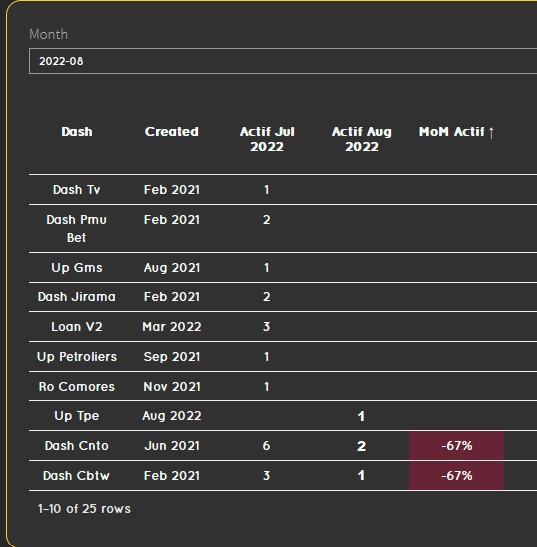 Month
2022-08
Dash Created Actif Jul 2022 Actif Aug 2022 MoM Actif ↑
Dash Tv Feb 2021 1
Dash Pmu Bet Feb 2021 2
Up Gms Aug 2021 1
Dash Jirama Feb 2021 2
Loan V2 Mar 2022 3
Up Petroliers Sep 2021 1
Ro Comores Nov 2021 1
Up Tpe Aug 2022 1
Dash Cnto Jun 2021 6 2 -67%
Dash Cbtw Feb 2021 3 1 -67%
1-10 of 25 rows